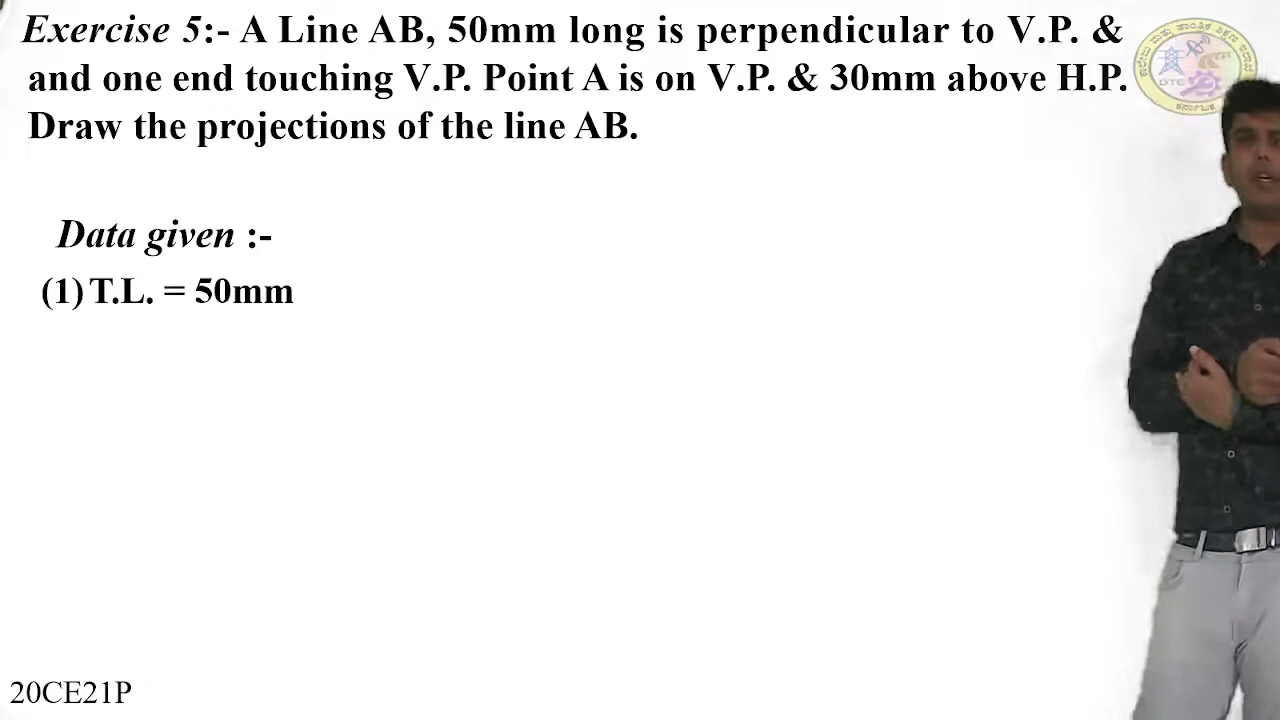 Exercise 5:- A Line AB, 50mm long is perpendicular to V.P. &
and one end touching V.P. Point A is on V.P. & 30mm above H.P.
Draw the projections of the line AB.
DTE
Data given :-
(1) T.L. = 50mm
20CE21P